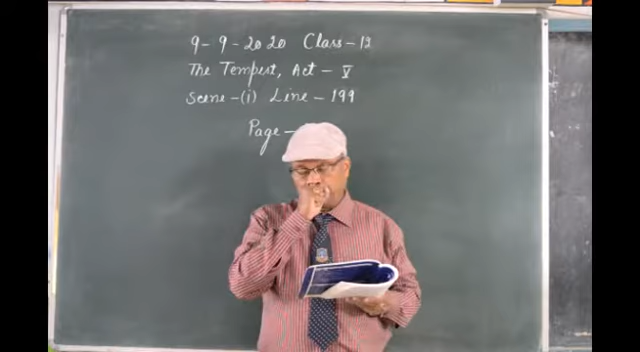 9-9-2020 Class-12
The Tempest, Act - V
Scene-(i) Line - 199
Page -